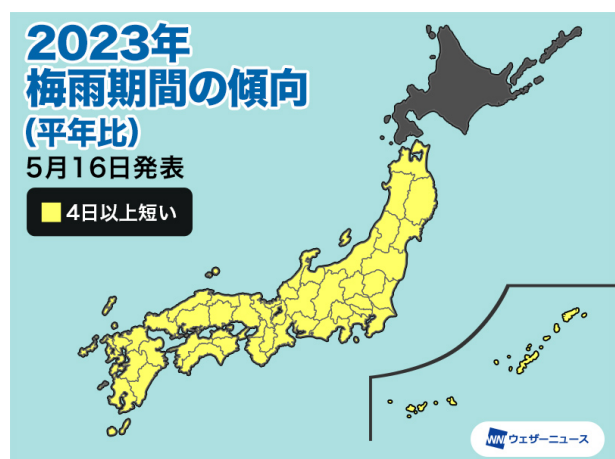 2023年
梅雨期間の傾向
(平年比)
5月16日発表
4日以上短い
WN ウェザーニュース